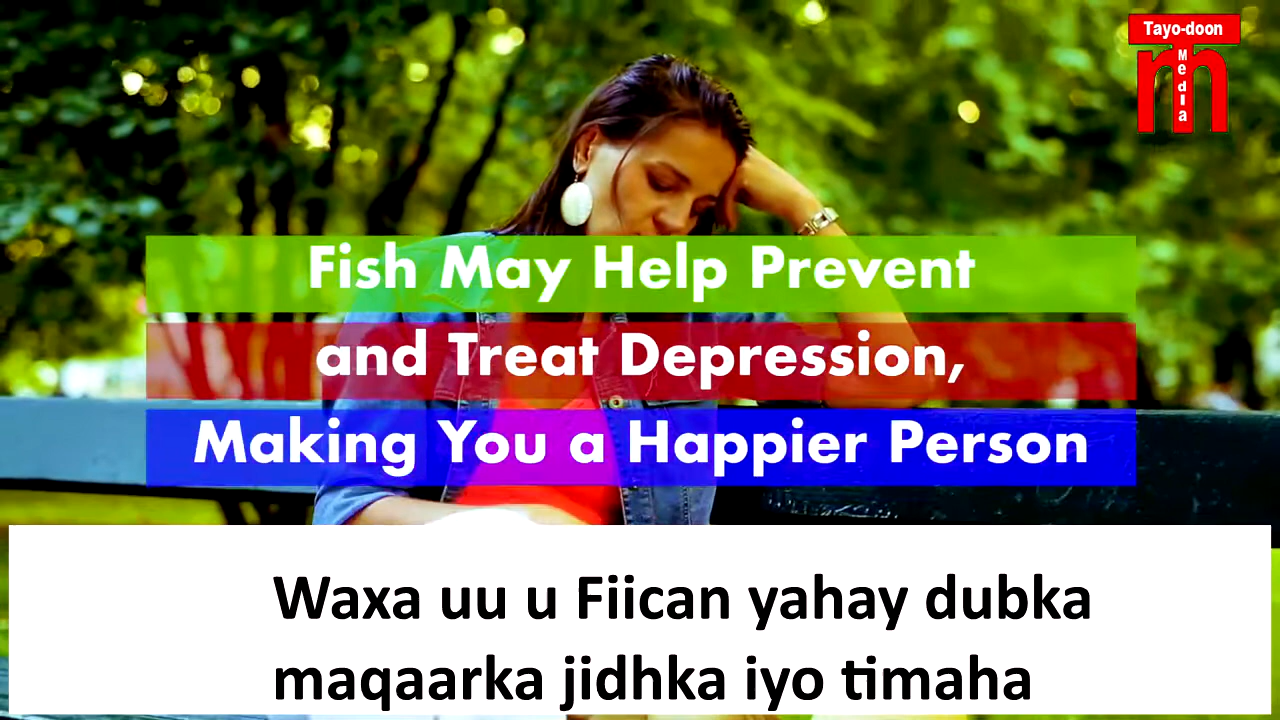 Tayo-doon
MedIa
m
Fish May Help Prevent
and Treat Depression,
Making You a Happier Person
Waxa uu u Fiican yahay dubka
maqaarka jidhka iyo timaha